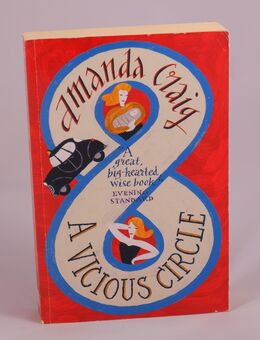 Amanda Craig
"A
great,
big-hearted,
wise book"
EVENING
STANDARD
A VICIOUS CIRCLE